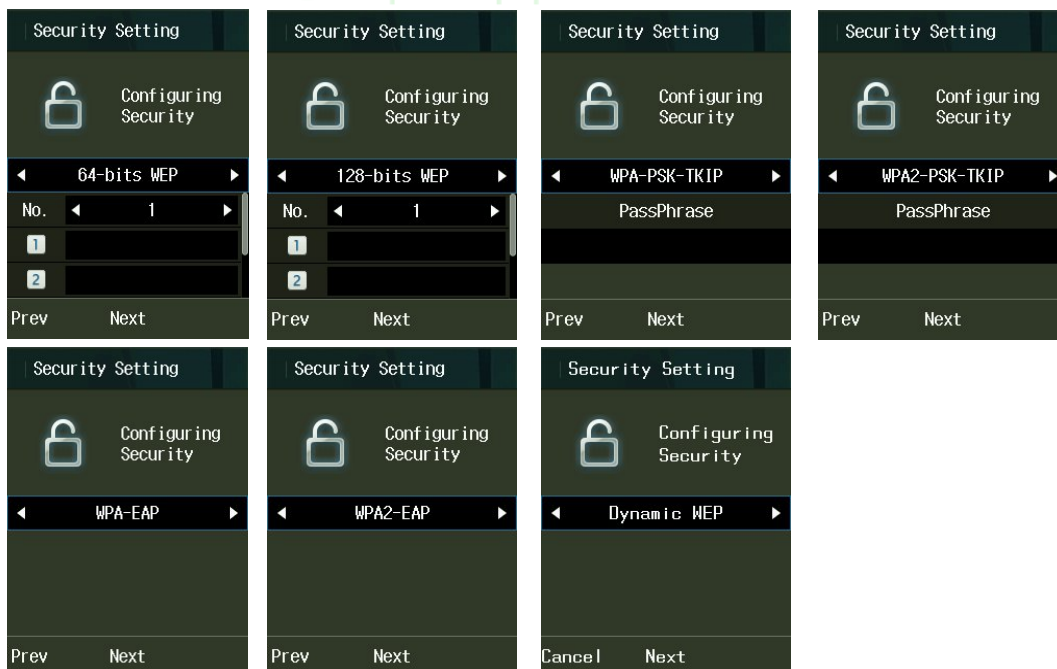 Security Setting
Configuring
Security
64-bits WEP
No. 1
1
2
Prev Next
Security Setting
Configuring
Security
128-bits WEP
No. 1
1
2
Prev Next
Security Setting
Configuring
Security
WPA-PSK-TKIP
PassPhrase
Prev Next
Security Setting
Configuring
Security
WPA2-PSK-TKIP
PassPhrase
Prev Next
Security Setting
Configuring
Security
WPA-EAP
Prev Next
Security Setting
Configuring
Security
WPA2-EAP
Prev Next
Security Setting
Configuring
Security
Dynamic WEP
Cancel Next